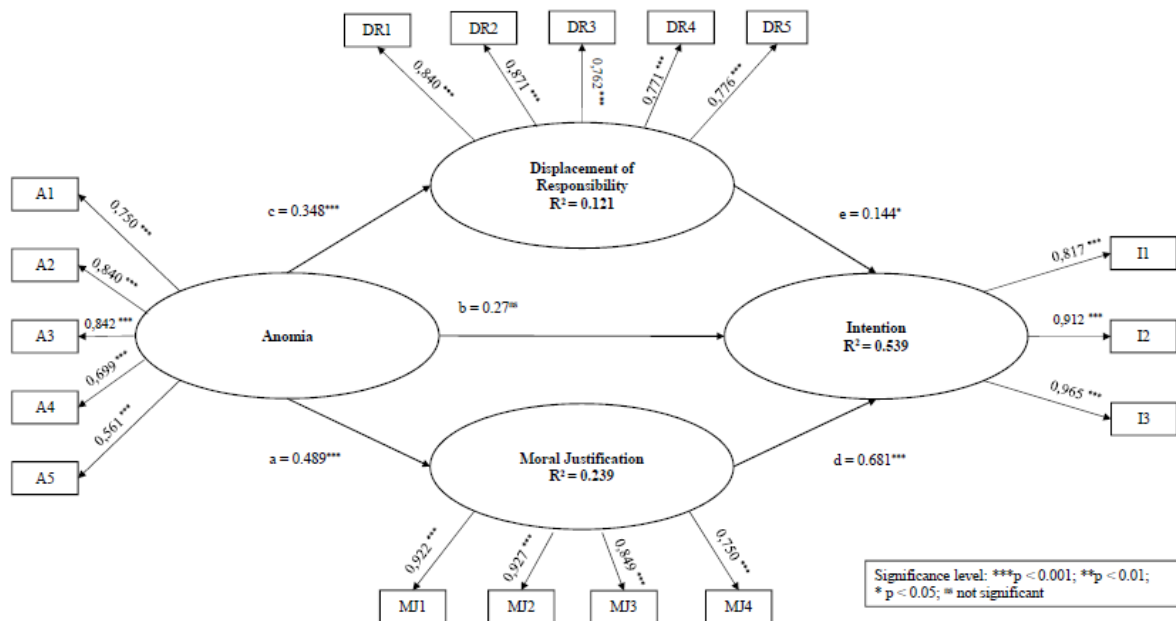 DR1
DR2
DR3
DR4
DR5
0,840 ***
0,871 ***
0,762 ***
0,771 ***
0,776 ***
Displacement of
Responsibility
R² = 0.121
A1
A2
A3
A4
A5
0,750 ***
0,840 ***
0,842 ***
0,699 ***
0,561 ***
c = 0.348***
e = 0.144*
Anomia
b = 0.27ns
Intention
R² = 0.539
0,817 ***
0,912 ***
0,965 ***
I1
I2
I3
a = 0.489***
d = 0.681***
Moral Justification
R² = 0.239
0,922 ***
0,927 ***
0,849 ***
0,750 ***
MJ1
MJ2
MJ3
MJ4
Significance level: ***p < 0.001; **p < 0.01;
* p < 0.05; ns not significant